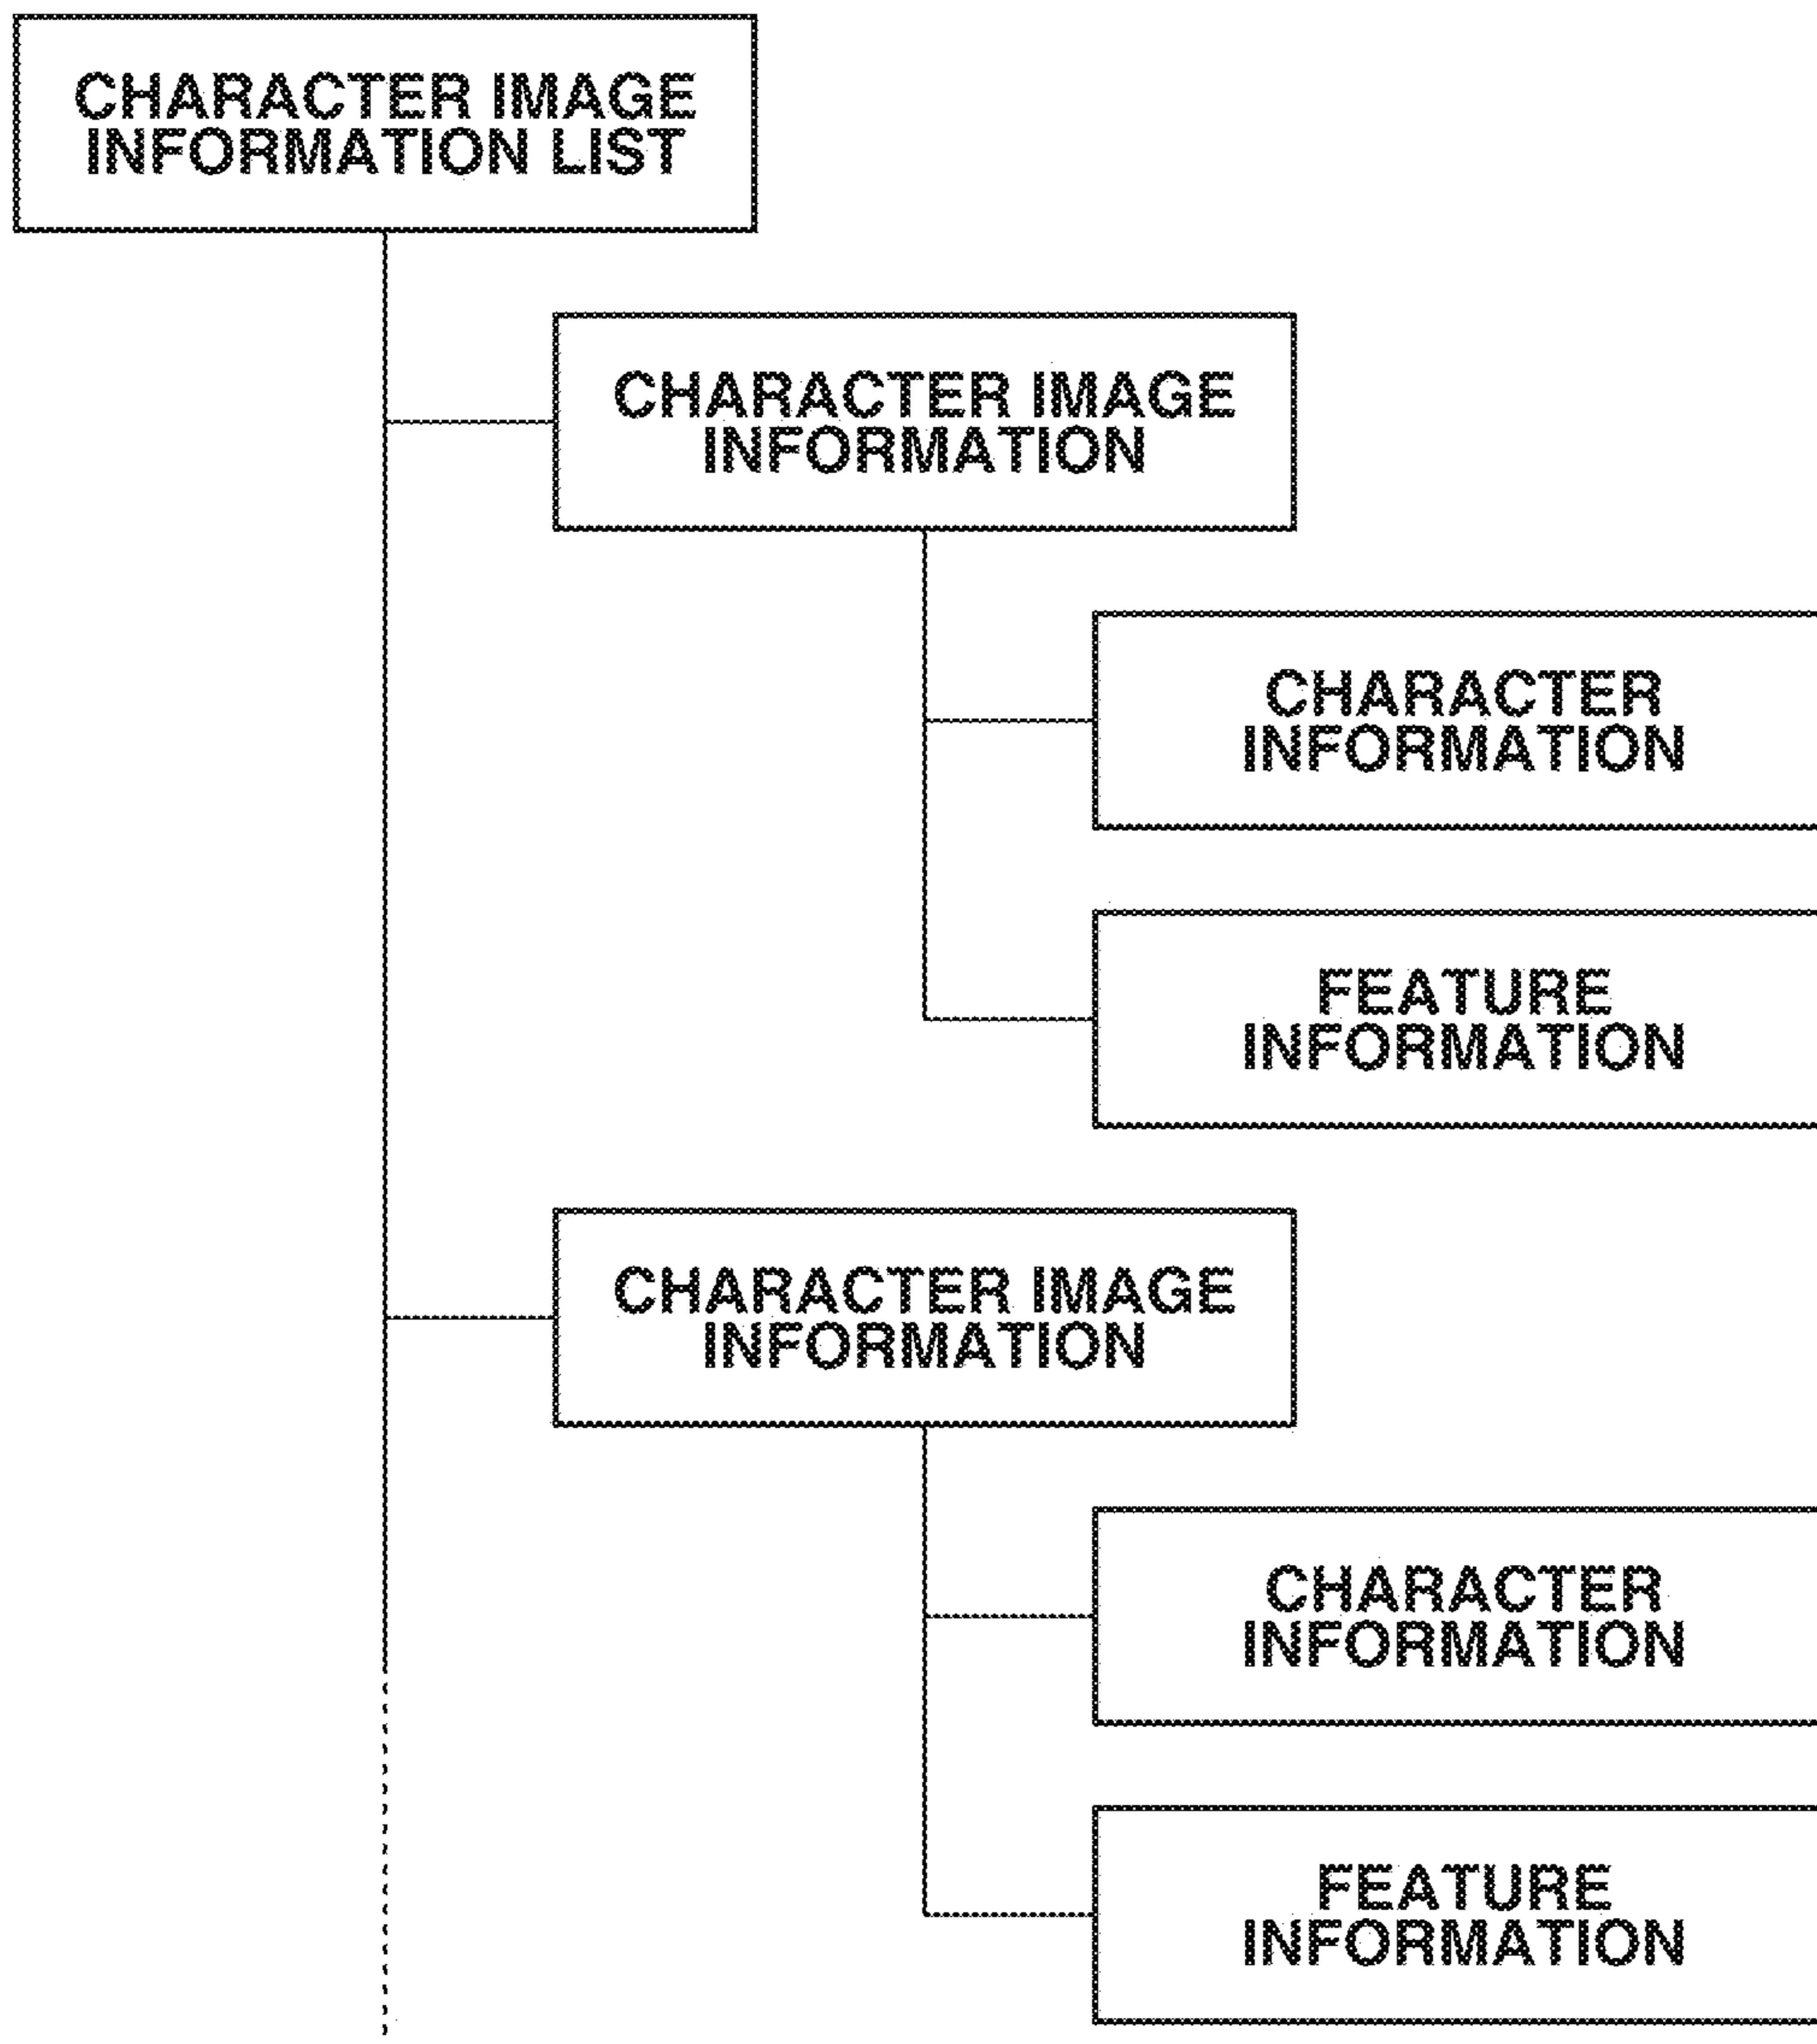 CHARACTER IMAGE
INFORMATION LIST
CHARACTER IMAGE
INFORMATION
CHARACTER
INFORMATION
FEATURE
INFORMATION
CHARACTER IMAGE
INFORMATION
CHARACTER
INFORMATION
FEATURE
INFORMATION